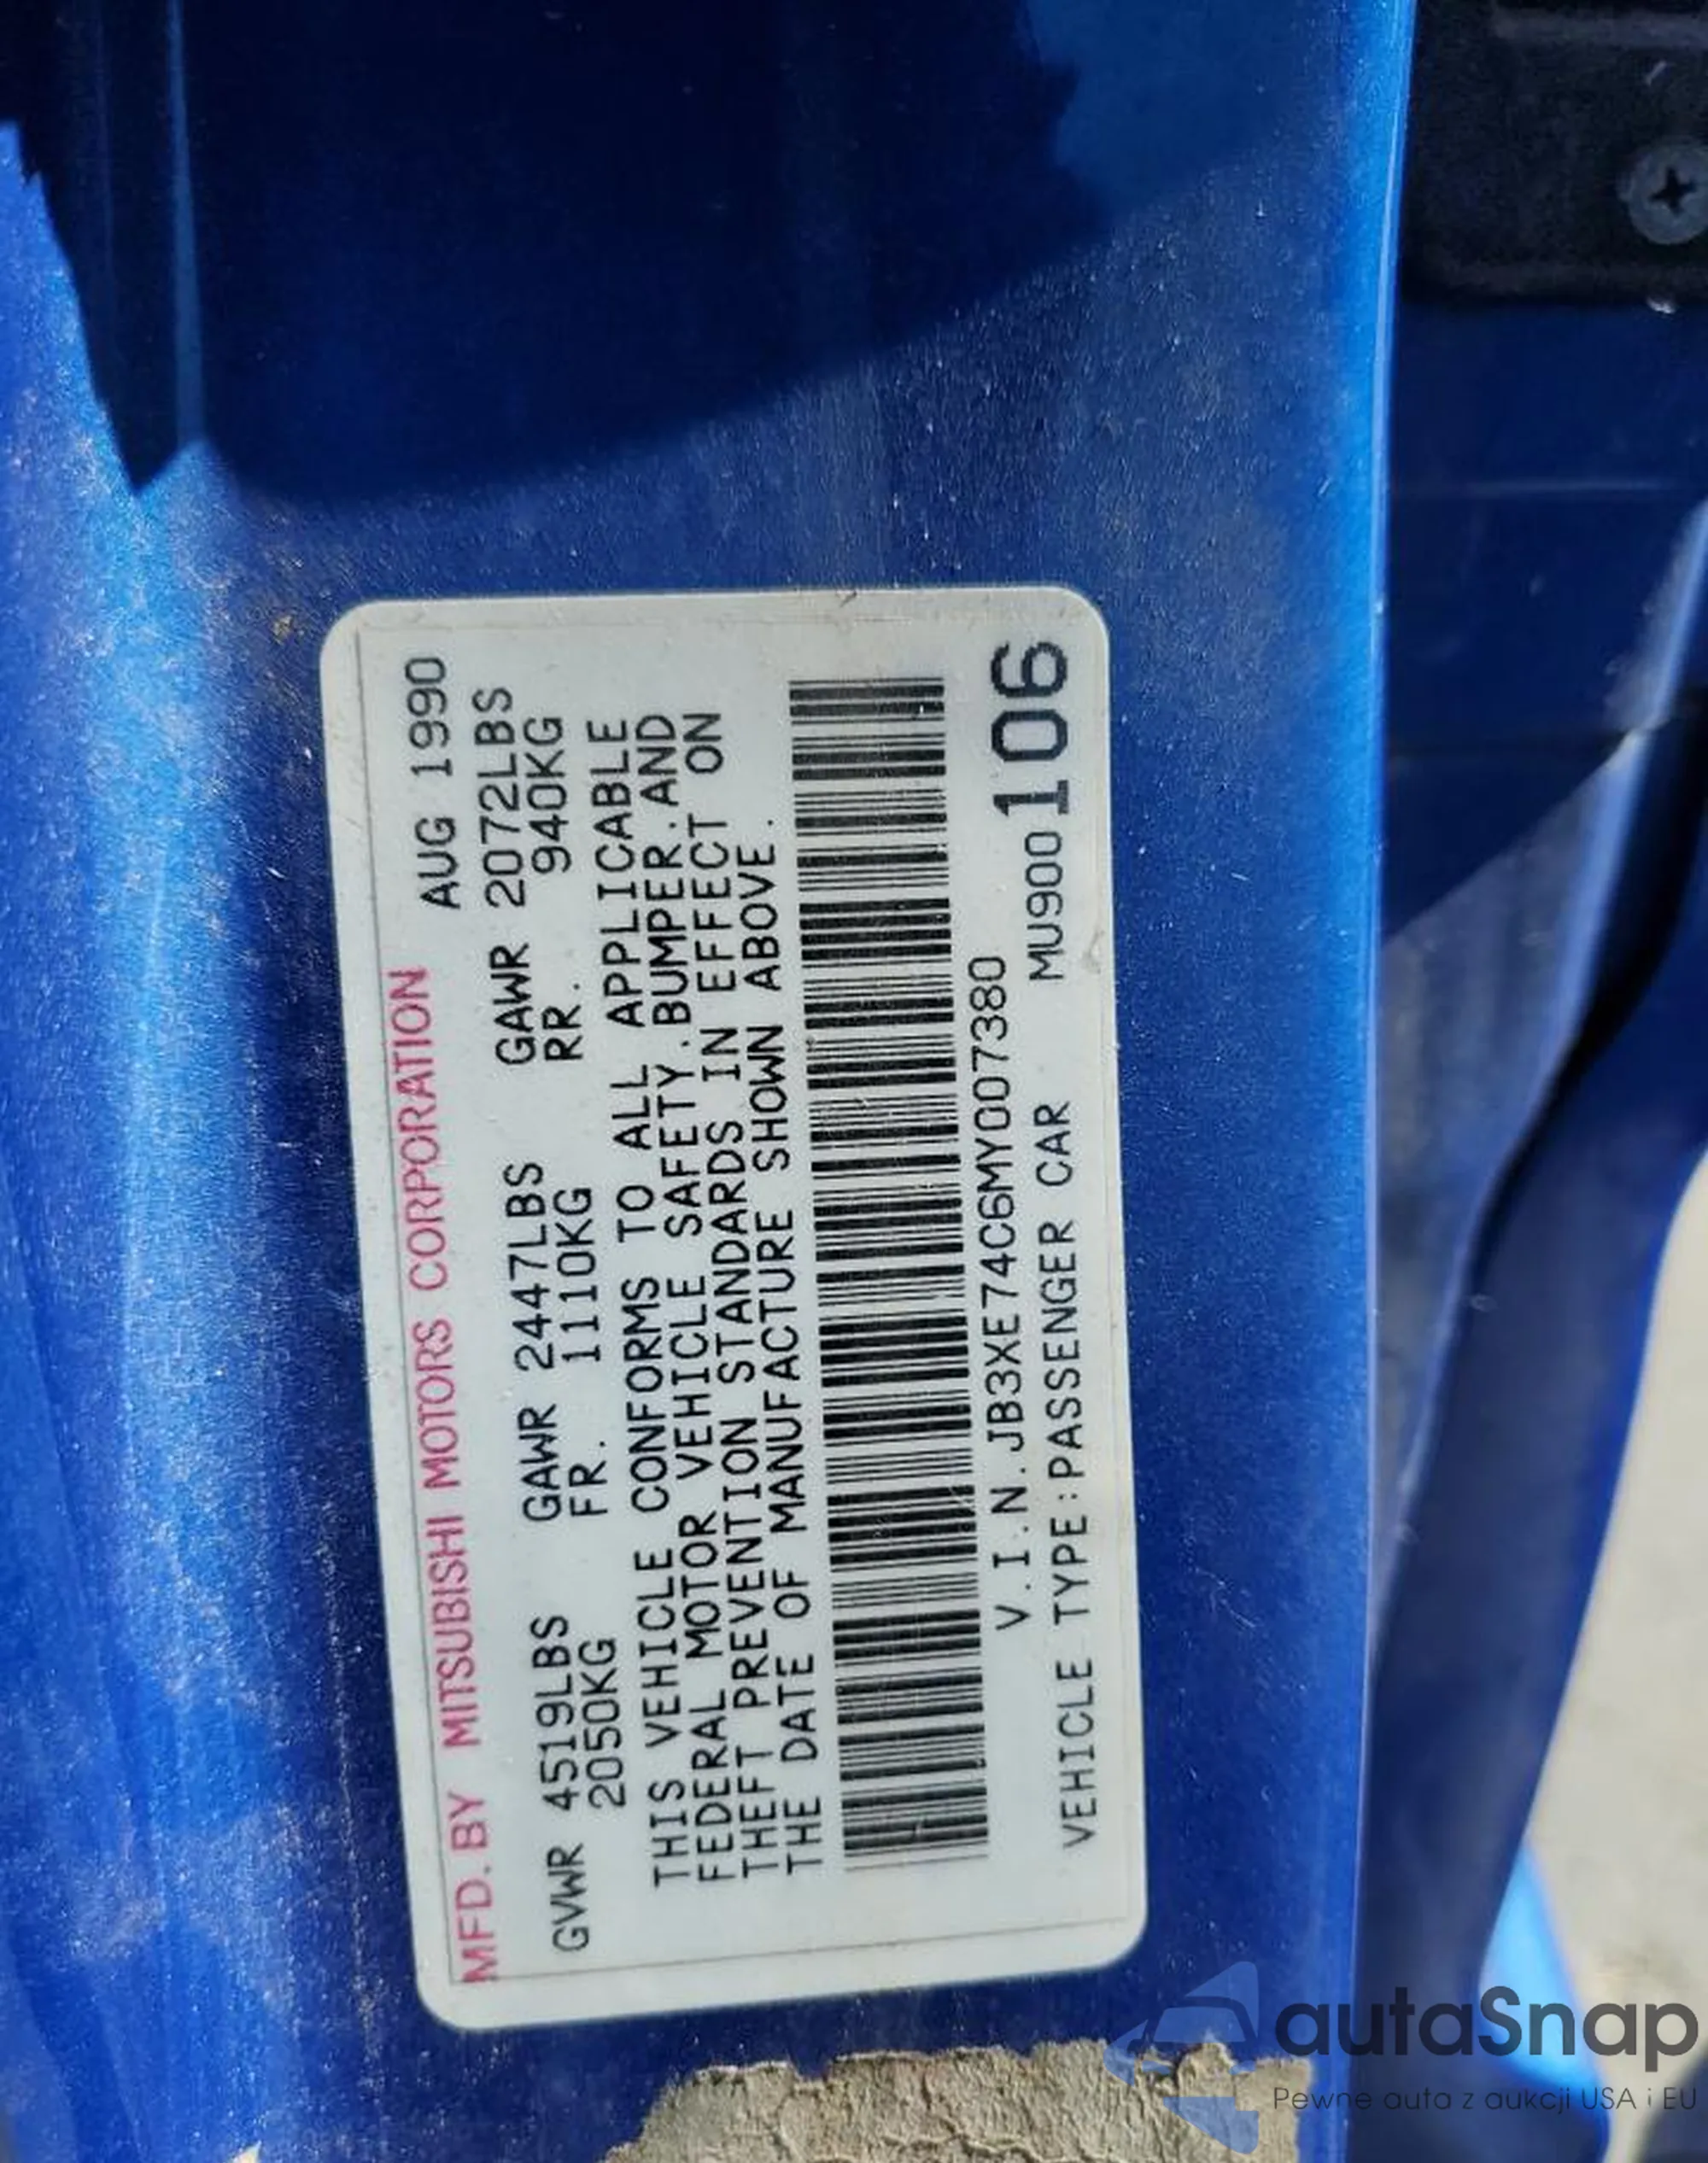 MFD. BY MITSUBISHI MOTORS CORPORATION AUG 1990
GVWR 4519LBS GAWR 2447LBS GAWR 2072LBS
2050KG FR. 1110KG RR. 940KG
THIS VEHICLE CONFORMS TO ALL APPLICABLE
FEDERAL MOTOR VEHICLE SAFETY.BUMPER.AND
THEFT PREVENTION STANDARDS IN EFFECT ON
THE DATE OF MANUFACTURE SHOWN ABOVE.
V.I.N.JB3XE74C6MY007380
VEHICLE TYPE:PASSENGER CAR MU900106
autaSnap
Pewne auta z aukcji USA i EU